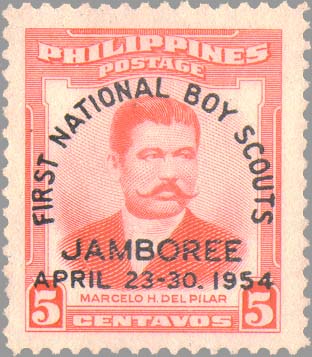 PHILIPPINES
POSTAGE
FIRST NATIONAL BOY SCOUTS
JAMBOREE
APRIL 23-30. 1954
MARCELO H. DEL PILAR
5 CENTAVOS 5